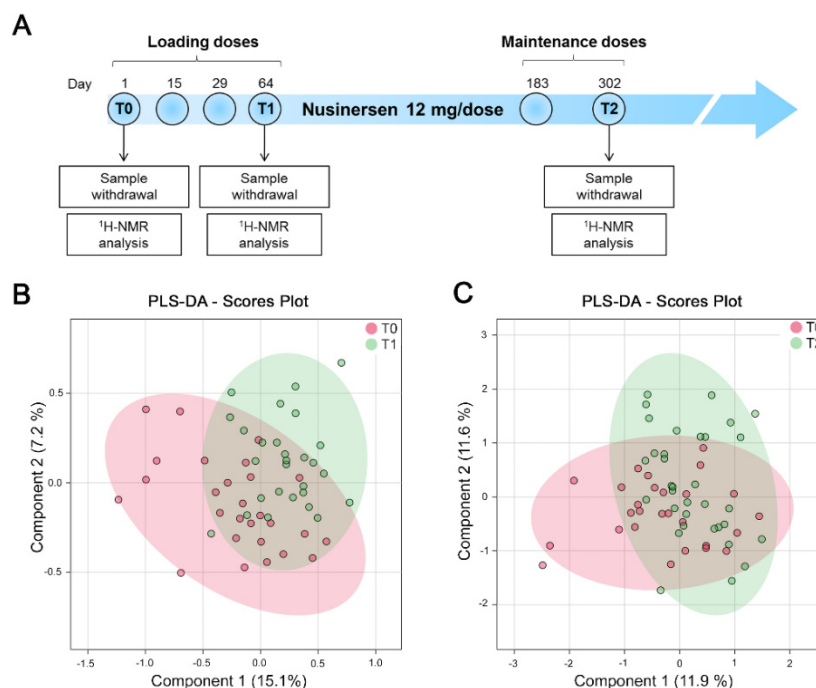 A
Loading doses
Maintenance doses
Day 1 15 29 64 183 302
T0 T1 Nusinersen 12 mg/dose T2
Sample withdrawal
Sample withdrawal
Sample withdrawal
¹H-NMR analysis
¹H-NMR analysis
¹H-NMR analysis
B
PLS-DA - Scores Plot
T0
T1
Component 2 (7.2 %)
0.5
0.0
-0.5
-1.5 -1.0 -0.5 0.0 0.5 1.0
Component 1 (15.1%)
C
PLS-DA - Scores Plot
Component 2 (11.6 %)
3
2
1
0
-1
-2
-3 -2 -1 0 1 2
Component 1 (11.9 %)